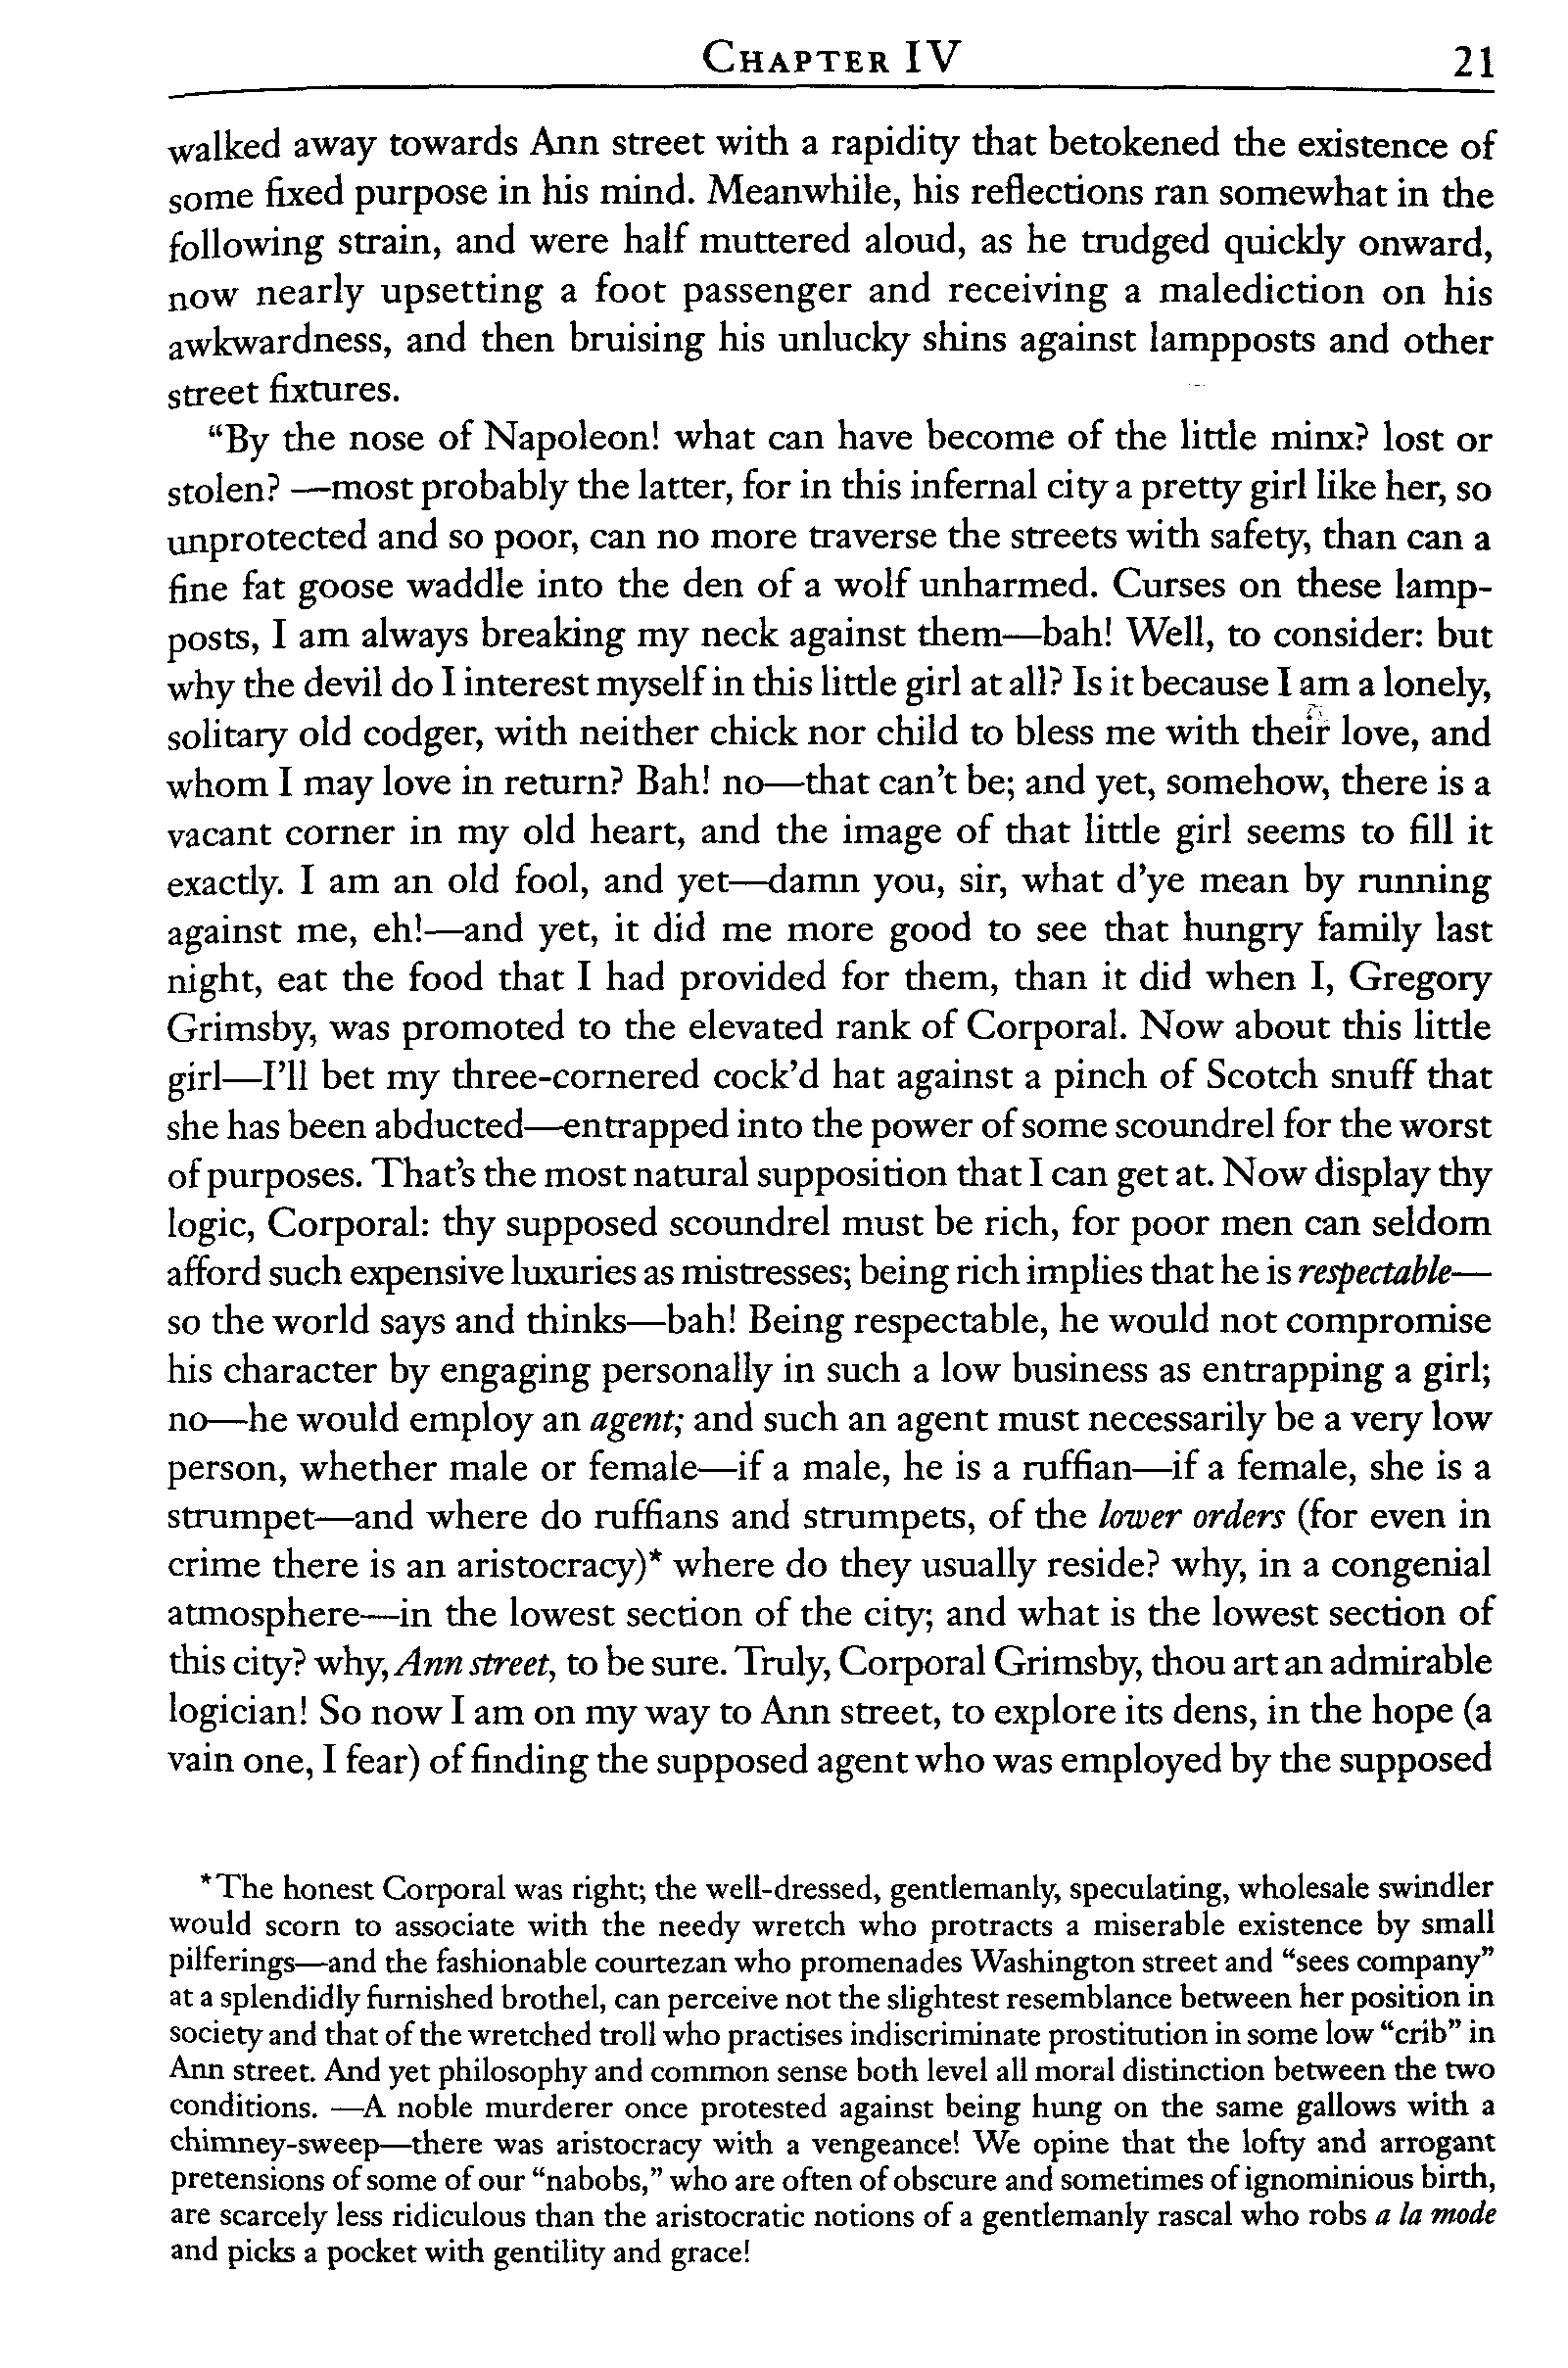 CHAPTER IV 21
walked away towards Ann street with a rapidity that betokened the existence of
some fixed purpose in his mind. Meanwhile, his reflections ran somewhat in the
following strain, and were half muttered aloud, as he trudged quickly onward,
now nearly upsetting a foot passenger and receiving a malediction on his
awkwardness, and then bruising his unlucky shins against lampposts and other
street fixtures.
“By the nose of Napoleon! what can have become of the little minx? lost or
stolen? —most probably the latter, for in this infernal city a pretty girl like her, so
unprotected and so poor, can no more traverse the streets with safety, than can a
fine fat goose waddle into the den of a wolf unharmed. Curses on these lamp-
posts, I am always breaking my neck against them—bah! Well, to consider: but
why the devil do I interest myself in this little girl at all? Is it because I am a lonely,
solitary old codger, with neither chick nor child to bless me with their love, and
whom I may love in return? Bah! no—that can’t be; and yet, somehow, there is a
vacant corner in my old heart, and the image of that little girl seems to fill it
exactly. I am an old fool, and yet—damn you, sir, what d’ye mean by running
against me, eh!—and yet, it did me more good to see that hungry family last
night, eat the food that I had provided for them, than it did when I, Gregory
Grimsby, was promoted to the elevated rank of Corporal. Now about this little
girl—I’ll bet my three-cornered cock’d hat against a pinch of Scotch snuff that
she has been abducted—entrapped into the power of some scoundrel for the worst
of purposes. That’s the most natural supposition that I can get at. Now display thy
logic, Corporal: thy supposed scoundrel must be rich, for poor men can seldom
afford such expensive luxuries as mistresses; being rich implies that he is respectable—
so the world says and thinks—bah! Being respectable, he would not compromise
his character by engaging personally in such a low business as entrapping a girl;
no—he would employ an agent; and such an agent must necessarily be a very low
person, whether male or female—if a male, he is a ruffian—if a female, she is a
strumpet—and where do ruffians and strumpets, of the lower orders (for even in
crime there is an aristocracy)* where do they usually reside? why, in a congenial
atmosphere—in the lowest section of the city; and what is the lowest section of
this city? why, Ann street, to be sure. Truly, Corporal Grimsby, thou art an admirable
logician! So now I am on my way to Ann street, to explore its dens, in the hope (a
vain one, I fear) of finding the supposed agent who was employed by the supposed
*The honest Corporal was right; the well-dressed, gentlemanly, speculating, wholesale swindler
would scorn to associate with the needy wretch who protracts a miserable existence by small
pilferings—and the fashionable courtezan who promenades Washington street and “sees company”
at a splendidly furnished brothel, can perceive not the slightest resemblance between her position in
society and that of the wretched troll who practises indiscriminate prostitution in some low “crib” in
Ann street. And yet philosophy and common sense both level all moral distinction between the two
conditions. —A noble murderer once protested against being hung on the same gallows with a
chimney-sweep—there was aristocracy with a vengeance! We opine that the lofty and arrogant
pretensions of some of our “nabobs,” who are often of obscure and sometimes of ignominious birth,
are scarcely less ridiculous than the aristocratic notions of a gentlemanly rascal who robs a la mode
and picks a pocket with gentility and grace!